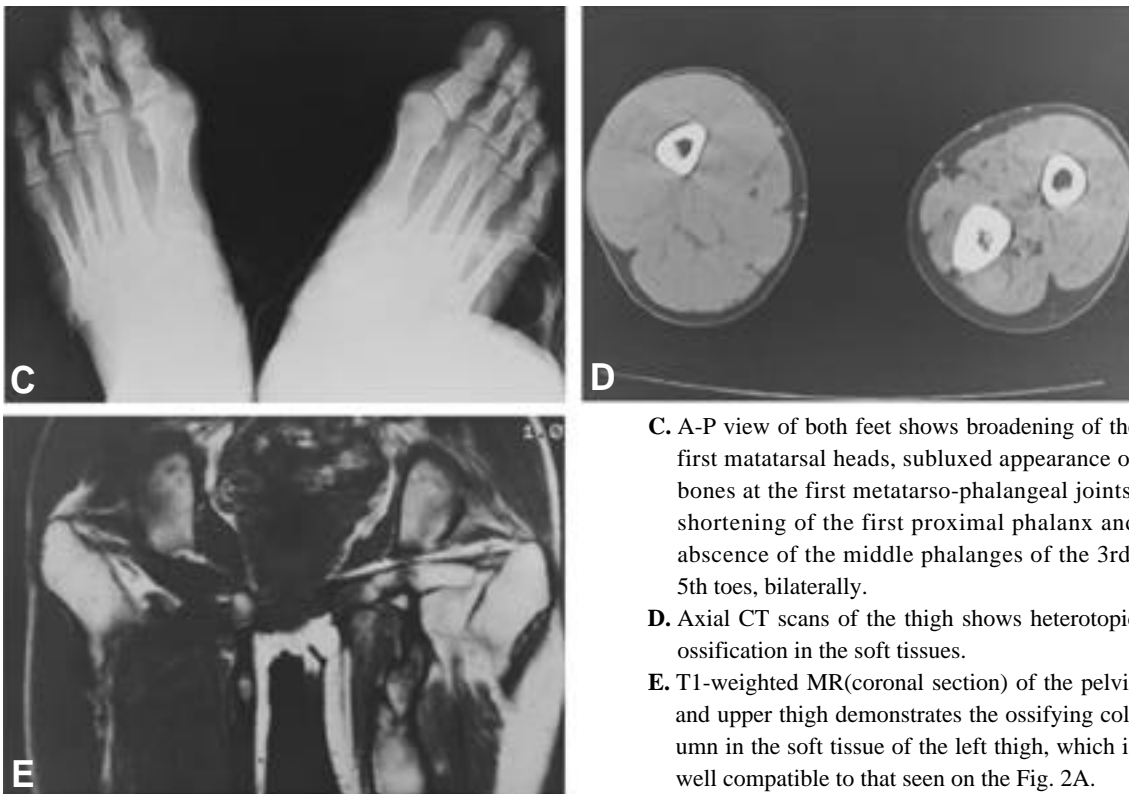 C
D
1.0
E
C. A-P view of both feet shows broadening of the
first matatarsal heads, subluxed appearance o
bones at the first metatarso-phalangeal joints
shortening of the first proximal phalanx and
abscence of the middle phalanges of the 3rd
5th toes, bilaterally.
D. Axial CT scans of the thigh shows heterotopic
ossification in the soft tissues.
E. T1-weighted MR(coronal section) of the pelvi
and upper thigh demonstrates the ossifying col
umn in the soft tissue of the left thigh, which i
well compatible to that seen on the Fig. 2A.